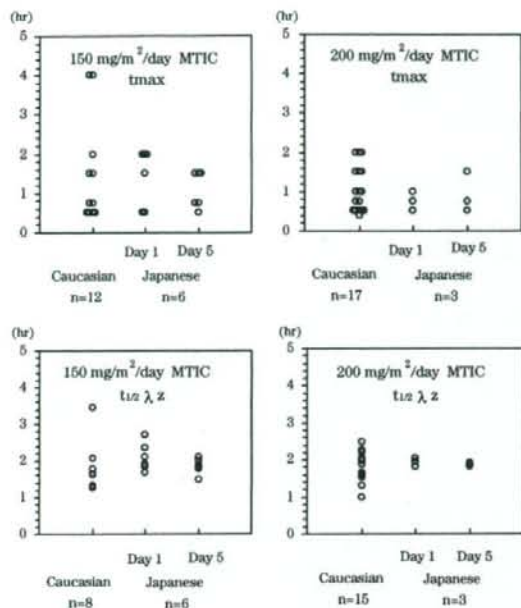 (hr)
150 mg/m²/day MTIC
tmax
5
4
3
2
1
0
Day 1 Day 5
Caucasian Japanese
n=12 n=6
(hr)
200 mg/m²/day MTIC
tmax
5
4
3
2
1
0
Day 1 Day 5
Caucasian Japanese
n=17 n=3
(hr)
150 mg/m²/day MTIC
t1/2 λ z
5
4
3
2
1
0
Day 1 Day 5
Caucasian Japanese
n=8 n=6
(hr)
200 mg/m²/day MTIC
t1/2 λ z
5
4
3
2
1
0
Day 1 Day 5
Caucasian Japanese
n=15 n=3